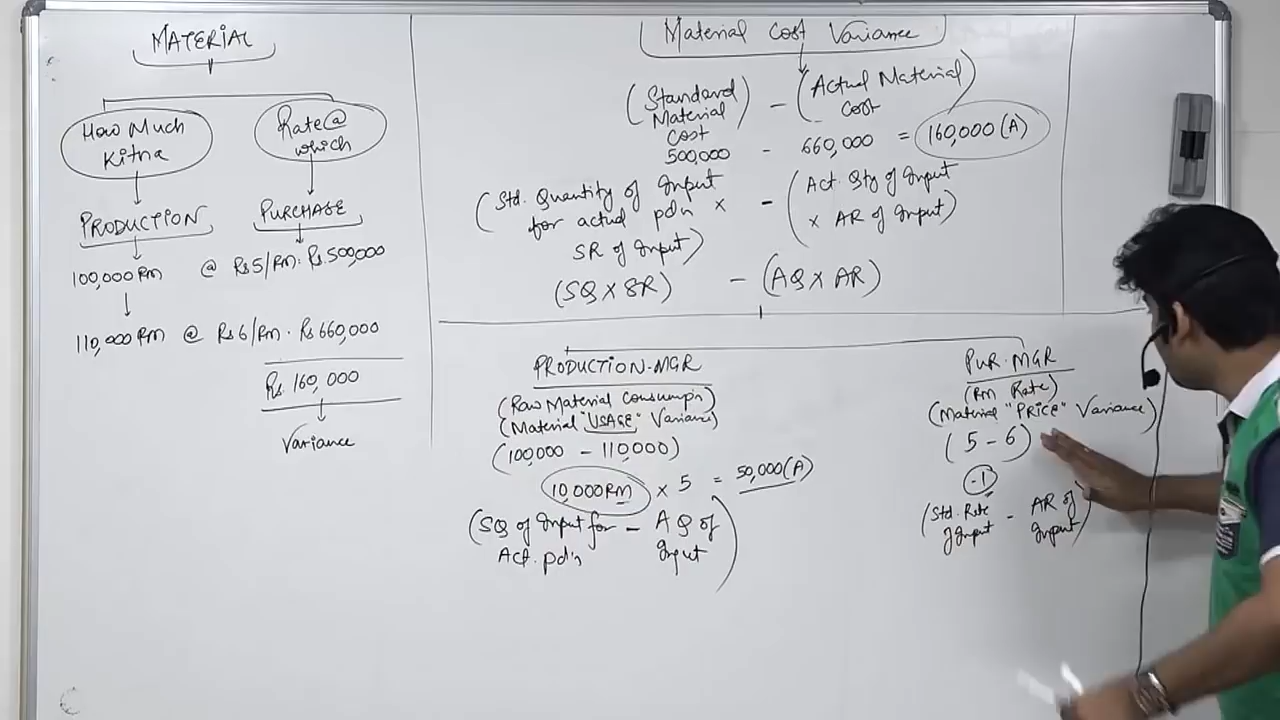 MATERIAL
How Much
Kitna
Rate @
which
PRODUCTION
PURCHASE
100,000 RM @ Rs 5/RM. Rs. 500,000
110,000 RM @ Rs 6/RM. Rs 660,000
Rs. 160,000
Variance
Material Cost Variance
(Standard Material Cost) - (Actual Material Cost)
500,000 - 660,000 = 160,000 (A)
(Std. Quantity of Input - (Act. Qty of Input
for actual pdn x x AR of Input)
SR of Input)
(SQ X SR) - (AQ X AR)
PRODUCTION-MGR
(Raw Material Consumpn)
(Material "USAGE" Variance)
(100,000 - 110,000)
10,000 RM x 5 = 50,000 (A)
(SQ of Input for - AQ of
Act. pdn Input)
PUR. MGR
(RM Rate)
(Material "PRICE" Variance)
(5 - 6)
-1
(Std. Rate - AR of
of Input Input)